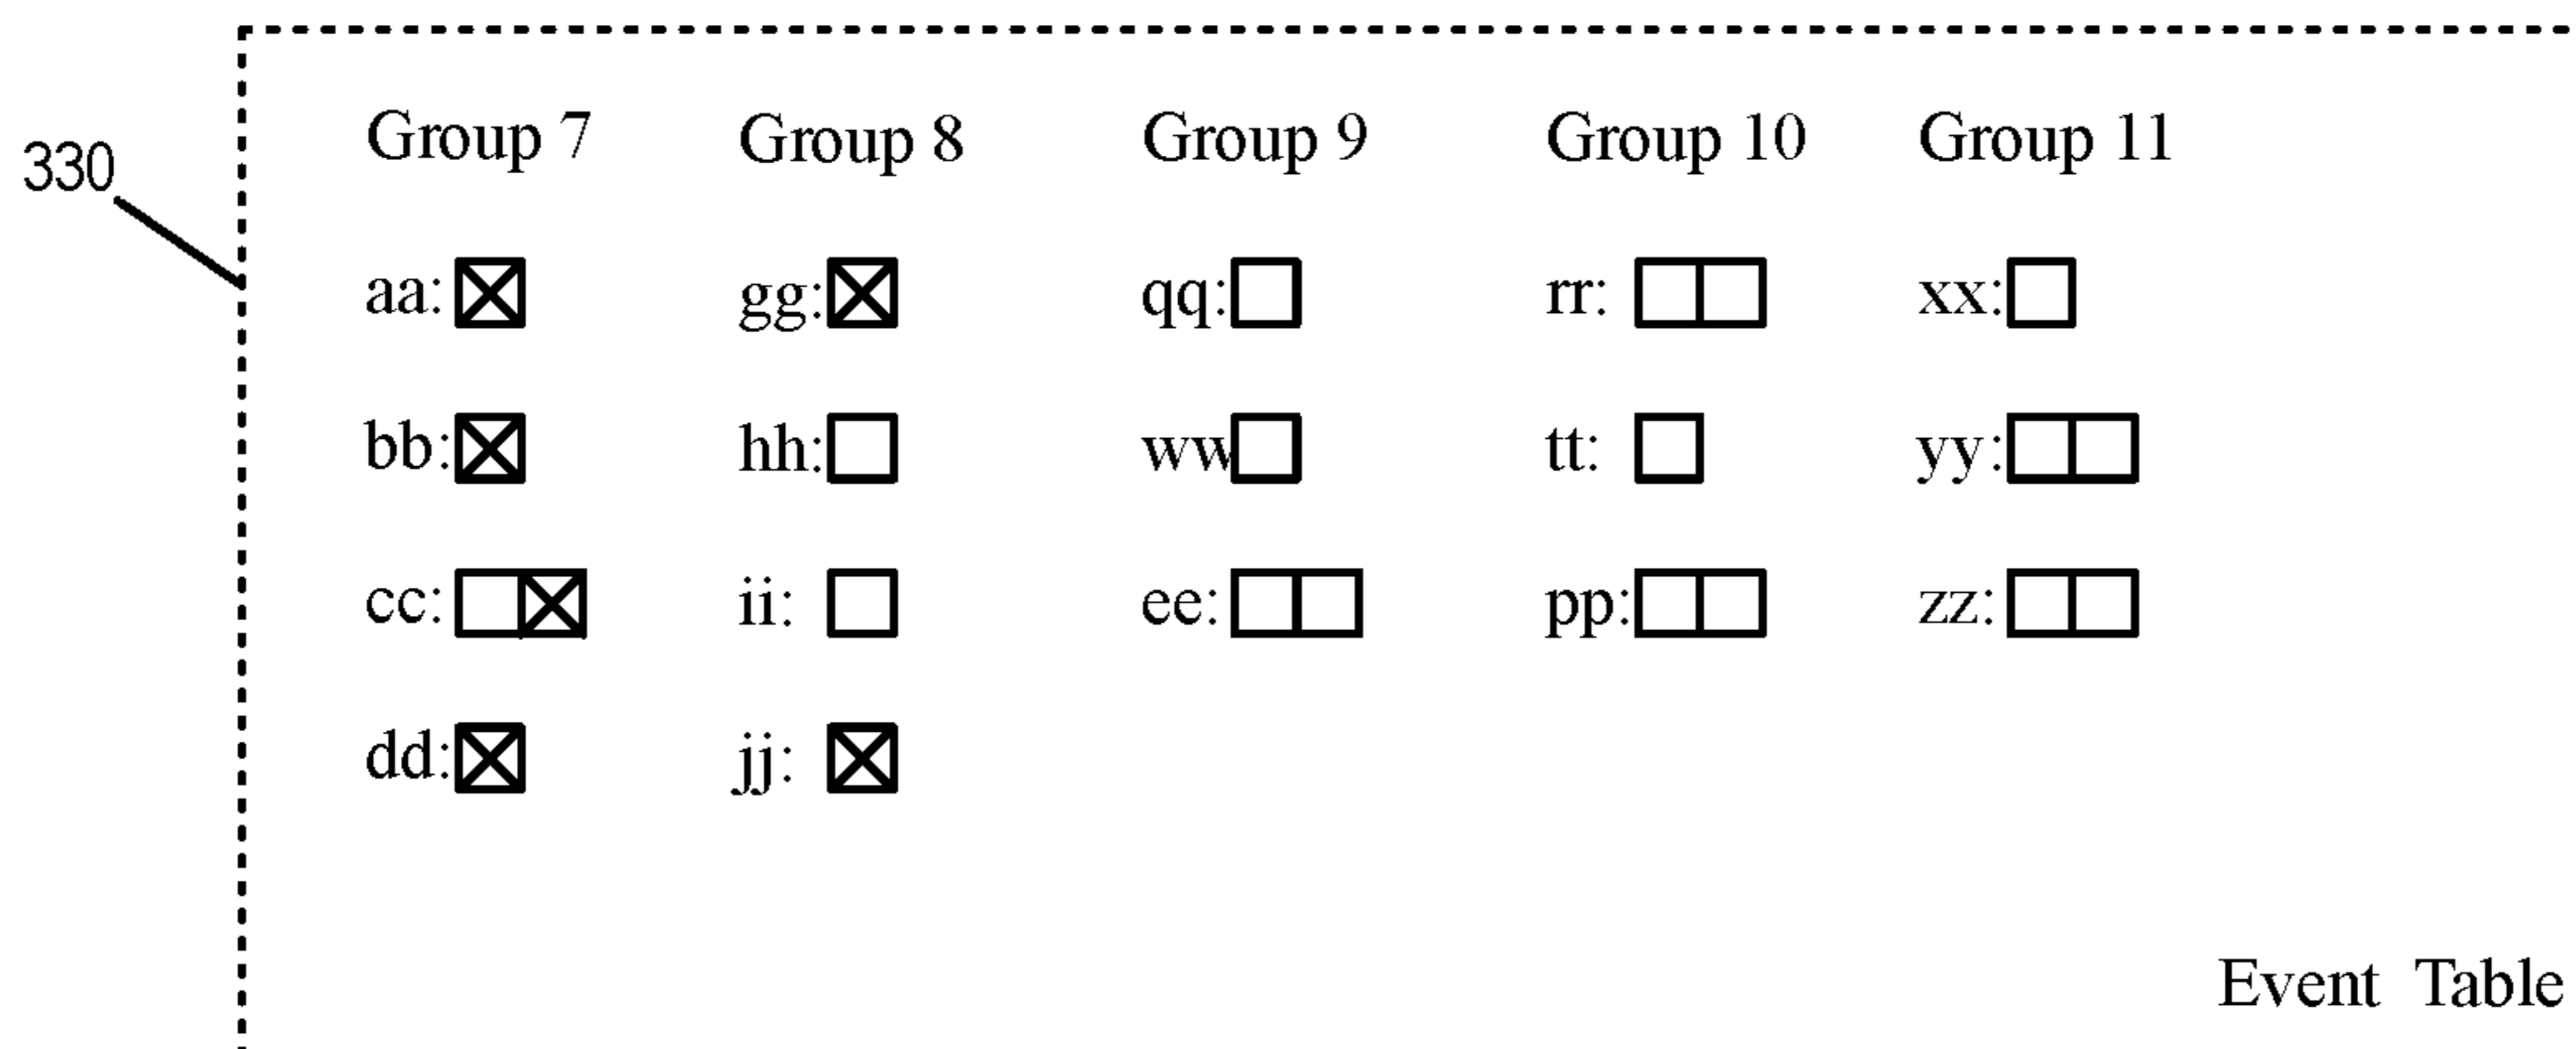 Group 7 Group 8 Group 9 Group 10 Group 11
330
aa: gg: qq: rr: xx:
bb: hh: ww tt: yy:
cc: ii: ee: pp: zz:
dd: jj:
Event Table